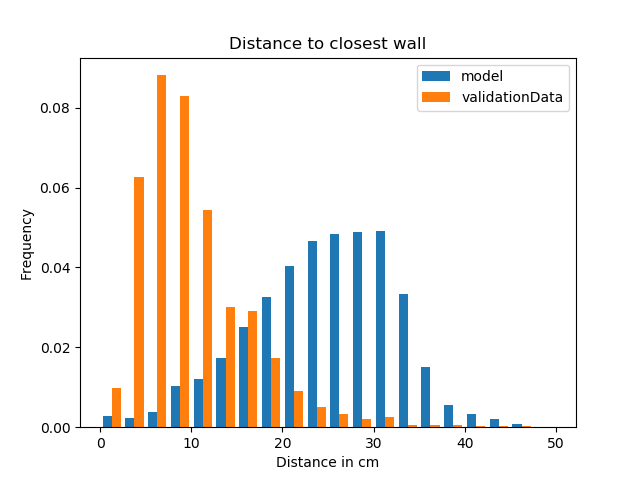 Distance to closest wall
model
validationData
Frequency
0.08
0.06
0.04
0.02
0.00
0 10 20 30 40 50
Distance in cm